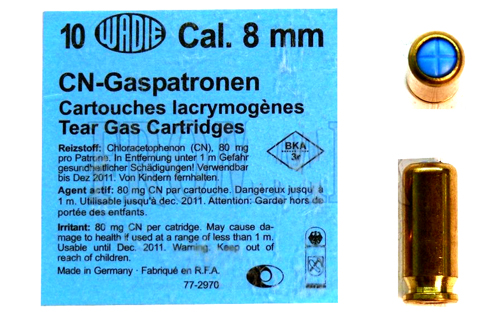 10 WADIE Cal. 8 mm
CN-Gaspatronen
Cartouches lacrymogènes
Tear Gas Cartridges
Reizstoff: Chloracetophenon (CN), 80 mg
pro Patrone. In Entfernung unter 1 m Gefahr
gesundheitlicher Schädigungen! Verwendbar
bis Dez 2011. Von Kindern fernhalten.
BKA
3r
Agent actif: 80 mg CN par cartouche. Dangereux jusqu' à
1 m. Utilisable jusqu'à dec. 2011. Attention: Garder hors de
portée des entfants.
Irritant: 80 mg CN per catridge. May cause da-
mage to health if used at a range of less than 1 m.
Usable until Dec. 2011. Warning. Keep out of
reach of children.
Made in Germany - Fabriqué en R.F.A.
77-2970